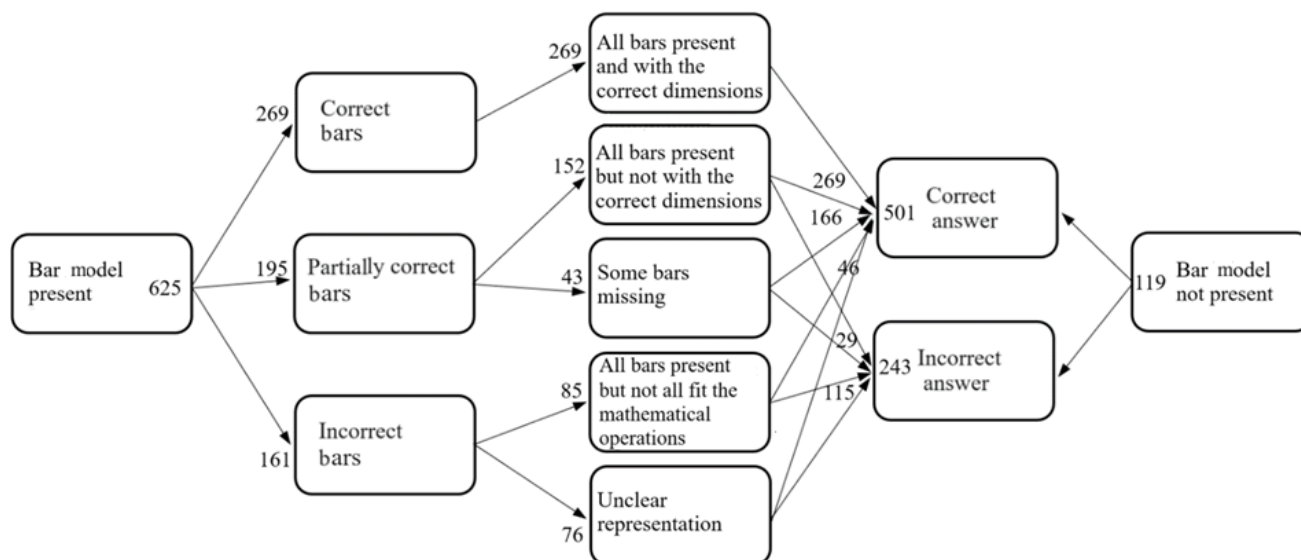 Bar model
present
625
269
195
161
Correct
bars
Partially correct
bars
Incorrect
bars
269
152
43
85
76
All bars present
and with the
correct dimensions
All bars present
but not with the
correct dimensions
Some bars
missing
All bars present
but not all fit the
mathematical
operations
Unclear
representation
269
166
46
29
115
501
Correct
answer
243
Incorrect
answer
119
Bar model
not present